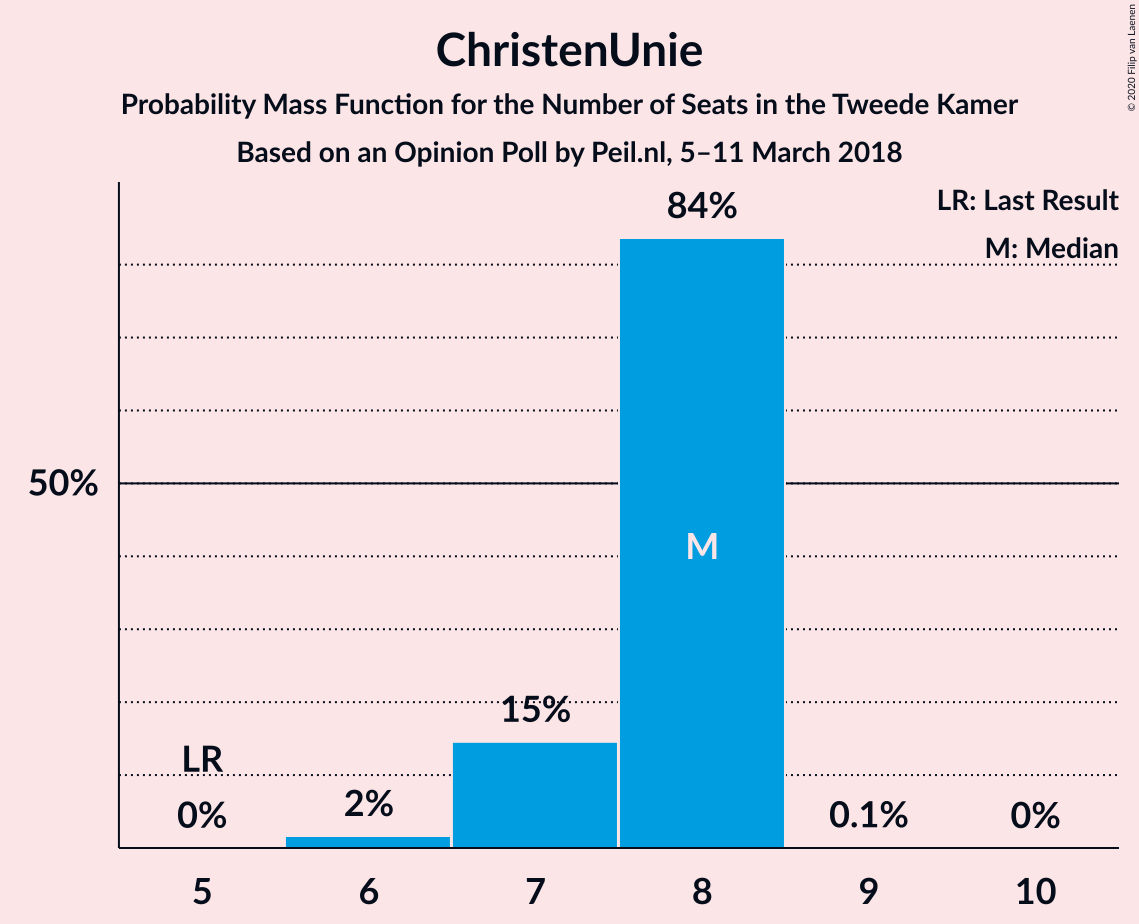 ChristenUnie
Probability Mass Function for the Number of Seats in the Tweede Kamer
Based on an Opinion Poll by Peil.nl, 5–11 March 2018
© 2020 Filip van Laenen
LR: Last Result
M: Median
84%
50%
M
15%
LR
0%
2%
0.1%
0%
5 6 7 8 9 10